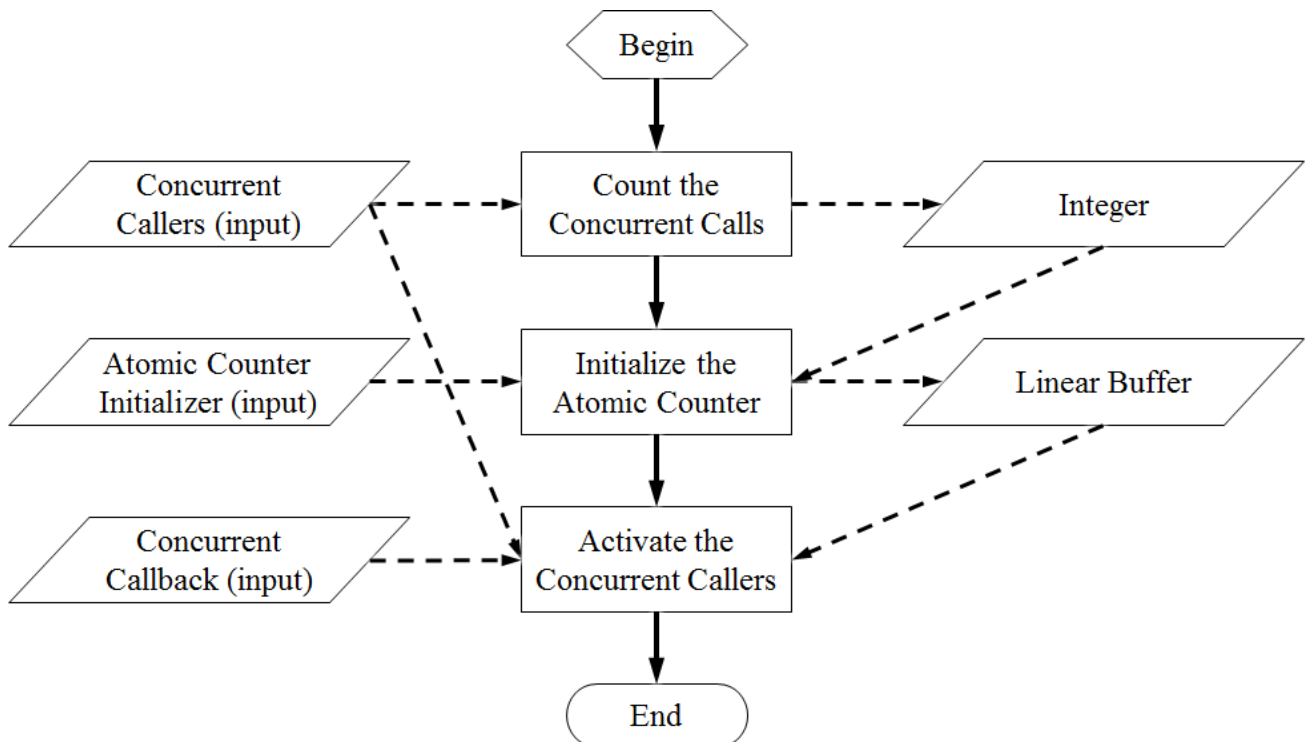 Begin
Concurrent
Callers (input)
Count the
Concurrent Calls
Integer
Atomic Counter
Initializer (input)
Initialize the
Atomic Counter
Linear Buffer
Concurrent
Callback (input)
Activate the
Concurrent Callers
End